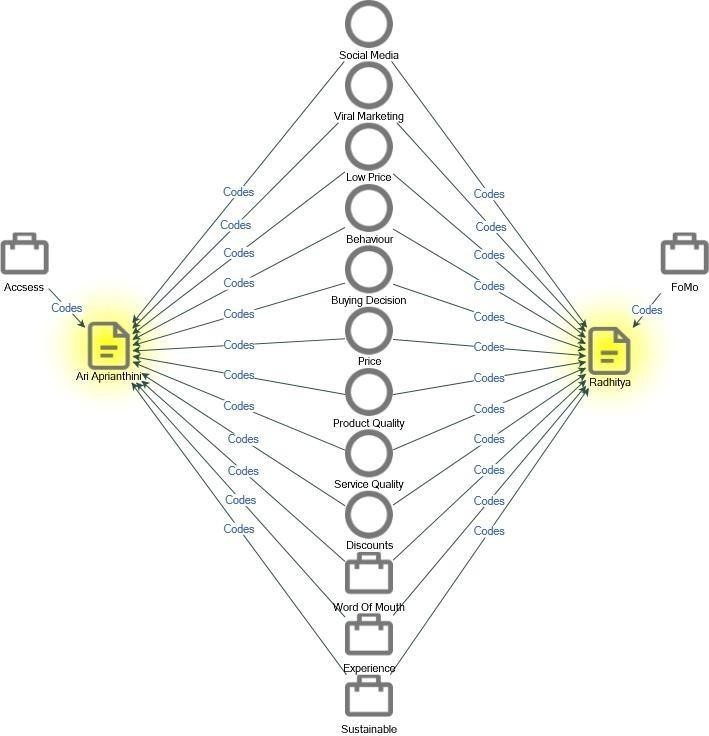 Social Media
Viral Marketing
Low Price
Codes
Codes
Codes
Codes
Behaviour
Accsess
Codes
Codes
FoMo
Codes
Codes
Buying Decision
Codes
Codes
Codes
Codes
Codes
Codes
Price
Ari Aprianthini
Codes
Codes
Radhitya
Codes
Codes
Product Quality
Codes
Codes
Service Quality
Codes
Codes
Codes
Codes
Discounts
Codes
Codes
Word Of Mouth
Experience
Sustainable